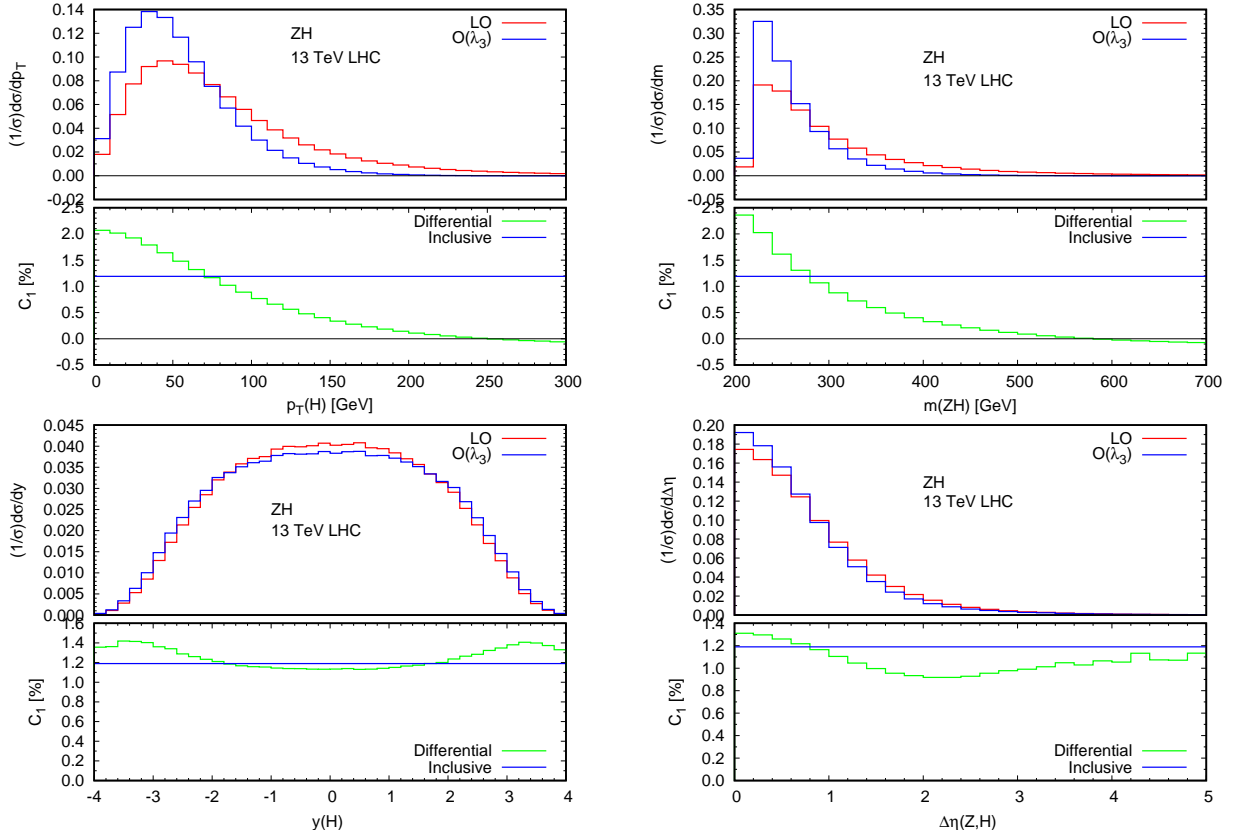 (1/σ)dσ/dp_T
0.14
0.12
0.10
0.08
0.06
0.04
0.02
0.00
-0.02
ZH
13 TeV LHC
LO
O(λ_3)
C_1 [%]
2.5
2.0
1.5
1.0
0.5
0.0
-0.5
Differential
Inclusive
0 50 100 150 200 250 300
p_T(H) [GeV]
(1/σ)dσ/dm
0.35
0.30
0.25
0.20
0.15
0.10
0.05
0.00
0.05
ZH
13 TeV LHC
LO
O(λ_3)
C_1 [%]
2.5
2.0
1.5
1.0
0.5
0.0
-0.5
Differential
Inclusive
200 300 400 500 600 700
m(ZH) [GeV]
(1/σ)dσ/dy
0.045
0.040
0.035
0.030
0.025
0.020
0.015
0.010
0.005
0.000
ZH
13 TeV LHC
LO
O(λ_3)
C_1 [%]
1.6
1.4
1.2
1.0
0.8
0.6
0.4
0.2
0.0
Differential
Inclusive
-4 -3 -2 -1 0 1 2 3 4
y(H)
(1/σ)dσ/dΔη
0.20
0.18
0.16
0.14
0.12
0.10
0.08
0.06
0.04
0.02
0.00
ZH
13 TeV LHC
LO
O(λ_3)
C_1 [%]
1.4
1.2
1.0
0.8
0.6
0.4
0.2
0.0
Differential
Inclusive
0 1 2 3 4 5
Δη(Z,H)